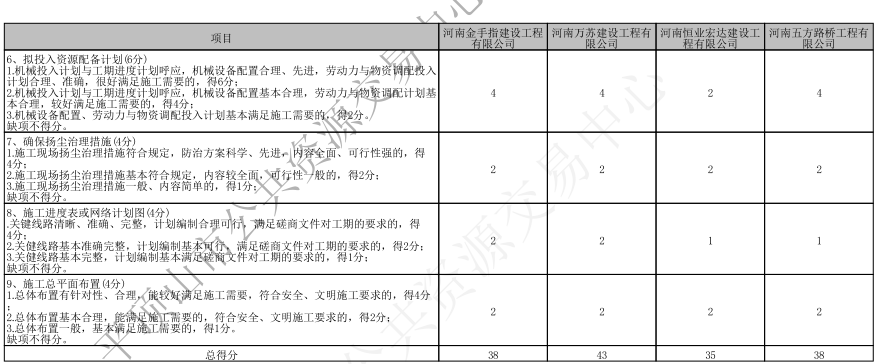 项目
河南金手指建设工程
有限公司
河南万苏建设工程有
限公司
河南恒业宏达建设工
程有限公司
河南五方路桥工程有
限公司
6、拟投入资源配备计划(6分)
1.机械投入计划与工期进度计划呼应，机械设备配置合理、先进，劳动力与物资调配投入
计划合理、准确，很好满足施工需要的，得6分;
2.机械投入计划与工期进度计划呼应，机械设备配置基本合理，劳动力与物资调配计划基
本合理，较好满足施工需要的，得4分;
3.机械设备配置、劳动力与物资调配投入计划基本满足施工需要的，得2分。
缺项不得分。
4
4
2
4
7、确保扬尘治理措施(4分)
1.施工现场扬尘治理措施符合规定，防治方案科学、先进，内容全面、可行性强的，得
4分;
2.施工现场扬尘治理措施基本符合规定，内容较全面，可行性一般的，得2分;
3.施工现场扬尘治理措施一般、内容简单的，得1分;
缺项不得分。
2
2
2
2
8、施工进度表或网络计划图(4分)
.关键线路清晰、准确、完整，计划编制合理可行，满足磋商文件对工期的要求的，得
4分;
2.关健线路基本准确完整，计划编制基本可行，满足磋商文件对工期的要求的，得2分;
3.关健线路基本完整，计划编制基本满足磋商文件对工期的要求的，得1分;
缺项不得分。
2
2
1
1
9、施工总平面布置(4分)
1.总体布置有针对性、合理，能较好满足施工需要，符合安全、文明施工要求的，得4分
;
2.总体布置基本合理，能满足施工需要的，符合安全、文明施工要求的，得2分;
3.总体布置一般，基本满足施工需要的，得1分。
缺项不得分。
2
2
2
2
总得分
38
43
35
38
平顶山市公共资源交易中心
公共资源交易中心